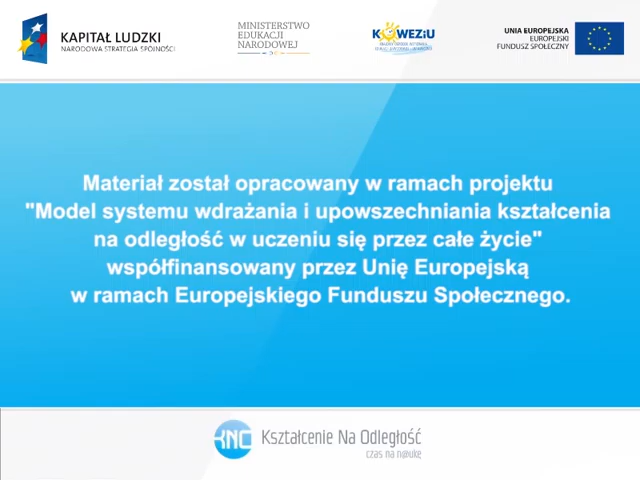 KAPITAŁ LUDZKI
NARODOWA STRATEGIA SPÓJNOŚCI
MINISTERSTWO
EDUKACJI
NARODOWEJ
KOWEZiU
UNIA EUROPEJSKA
EUROPEJSKI
FUNDUSZ SPOŁECZNY
Materiał został opracowany w ramach projektu
"Model systemu wdrażania i upowszechniania kształcenia
na odległość w uczeniu się przez całe życie"
współfinansowany przez Unię Europejską
w ramach Europejskiego Funduszu Społecznego.
KNO Kształcenie Na Odległość
czas na n@ukę